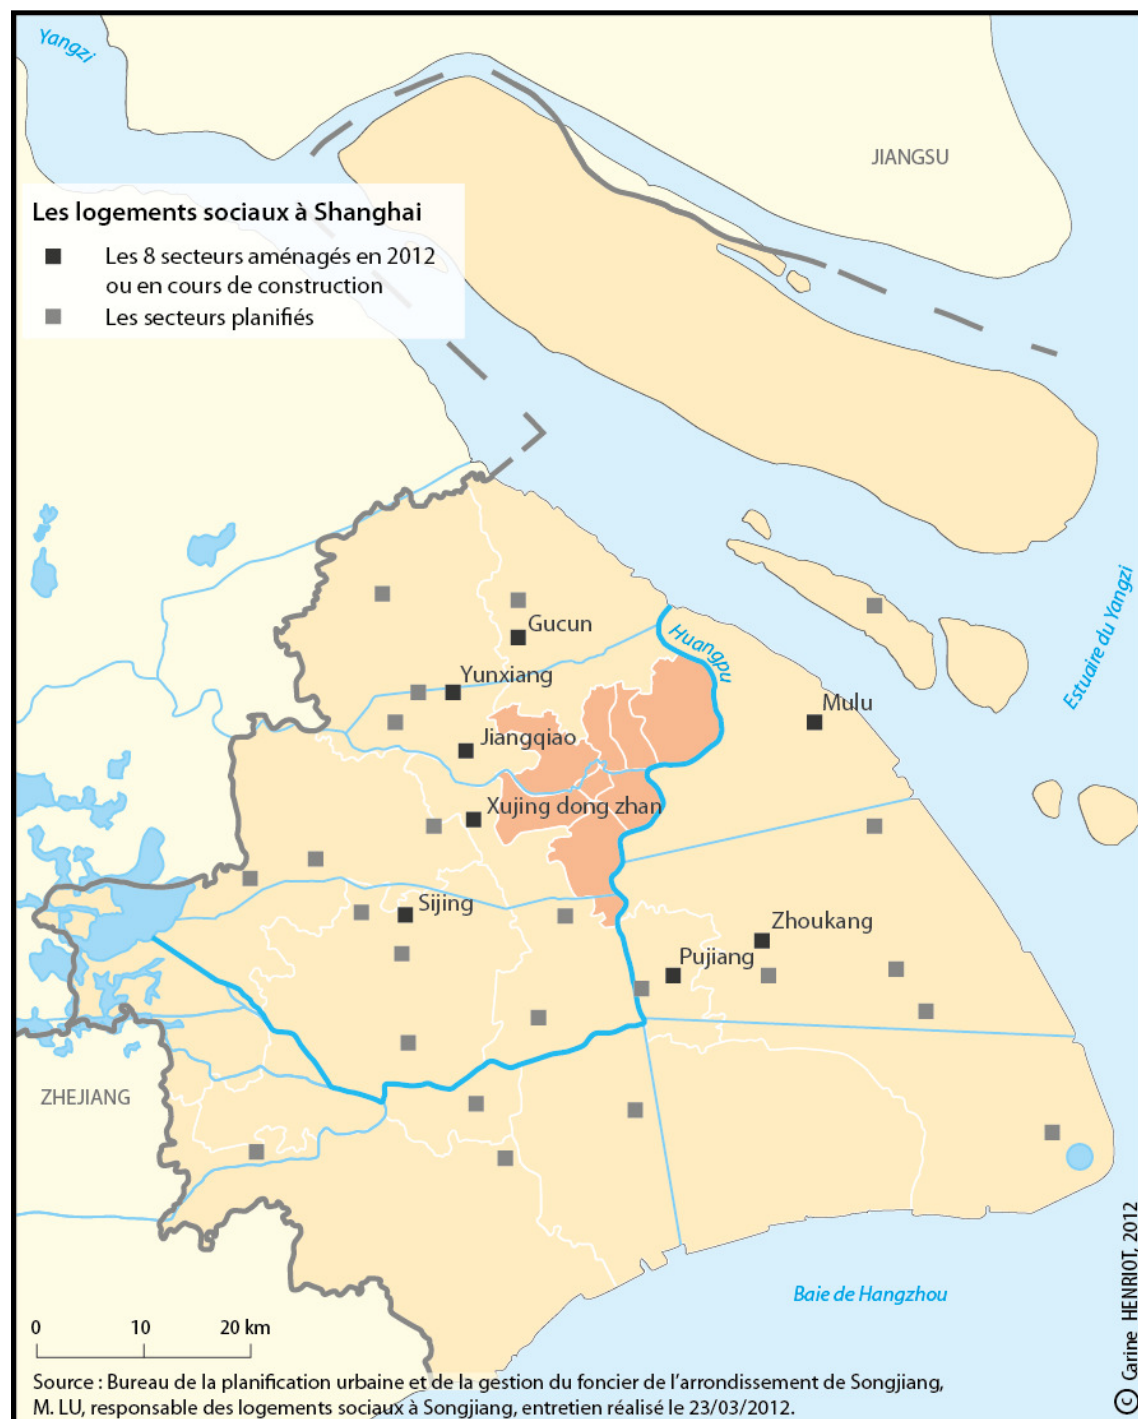 Yangzi
JIANGSU
Les logements sociaux à Shanghai
Les 8 secteurs aménagés en 2012
ou en cours de construction
Les secteurs planifiés
Estuaire du Yangzi
Gucun
Huangpu
Yunxiang
Mulu
Jiangqiao
Xujing dong zhan
Sijing
Zhoukang
Pujiang
ZHEJIANG
Baie de Hangzhou
0 10 20 km
Source : Bureau de la planification urbaine et de la gestion du foncier de l'arrondissement de Songjiang,
M. LU, responsable des logements sociaux à Songjiang, entretien réalisé le 23/03/2012.
© Carine HENRIOT, 2012